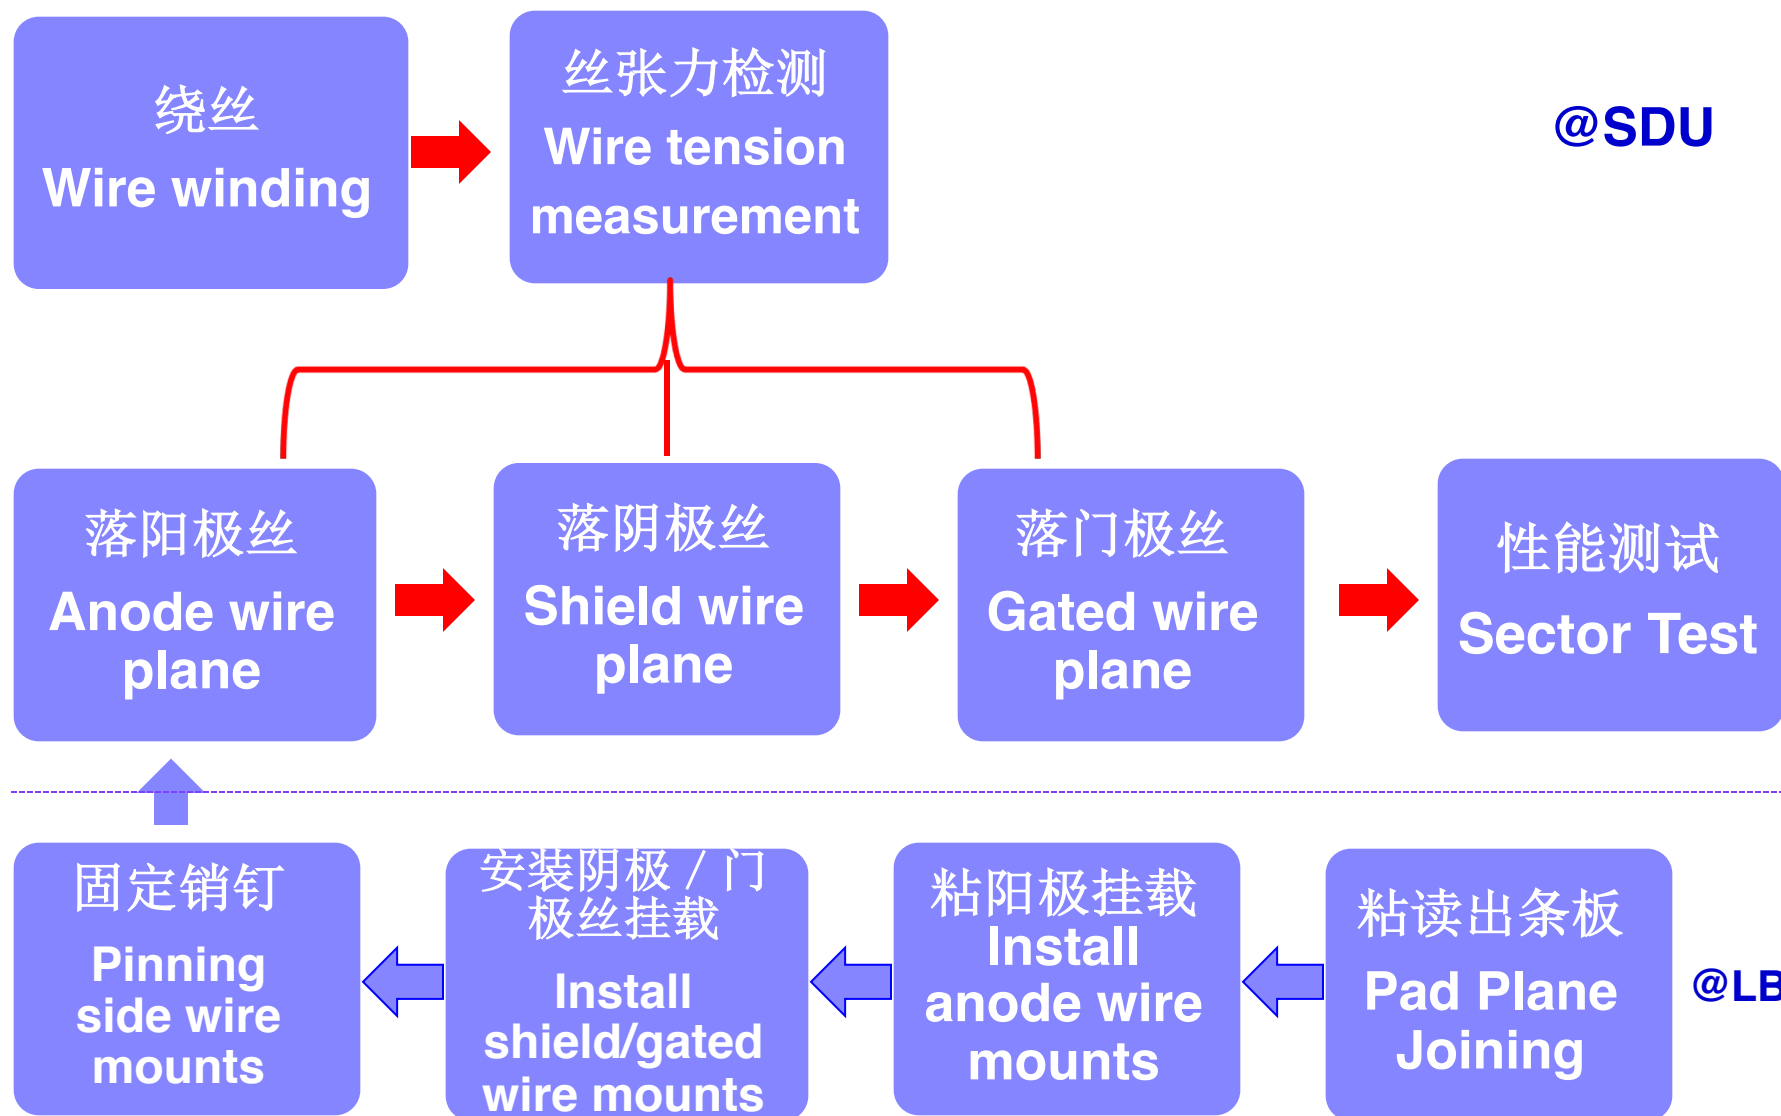 绕丝
Wire winding
丝张力检测
Wire tension
measurement
@SDU
落阳极丝
Anode wire
plane
落阴极丝
Shield wire
plane
落门极丝
Gated wire
plane
性能测试
Sector Test
固定销钉
Pinning
side wire
mounts
安装阴极／门
极丝挂载
Install
shield/gated
wire mounts
粘阳极挂载
Install
anode wire
mounts
粘读出条板
Pad Plane
Joining
@LB